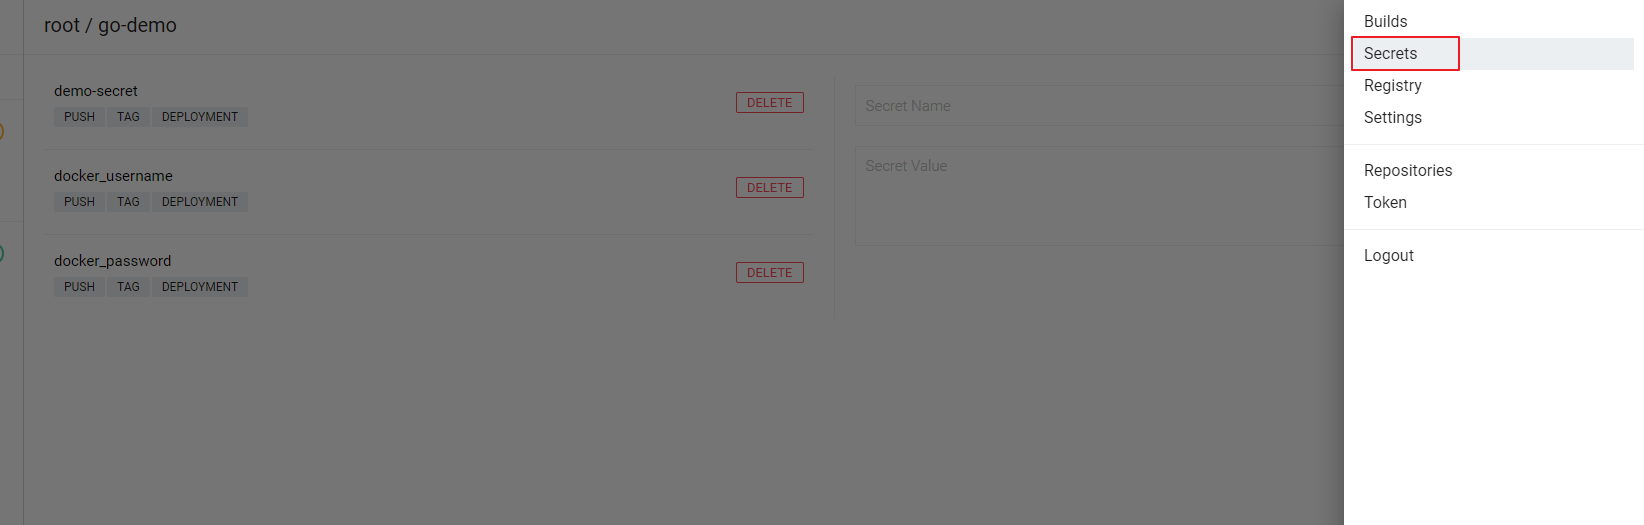 root / go-demo
demo-secret
PUSH TAG DEPLOYMENT
DELETE
docker_username
PUSH TAG DEPLOYMENT
DELETE
docker_password
PUSH TAG DEPLOYMENT
DELETE
Secret Name
Secret Value
Builds
Secrets
Registry
Settings
Repositories
Token
Logout